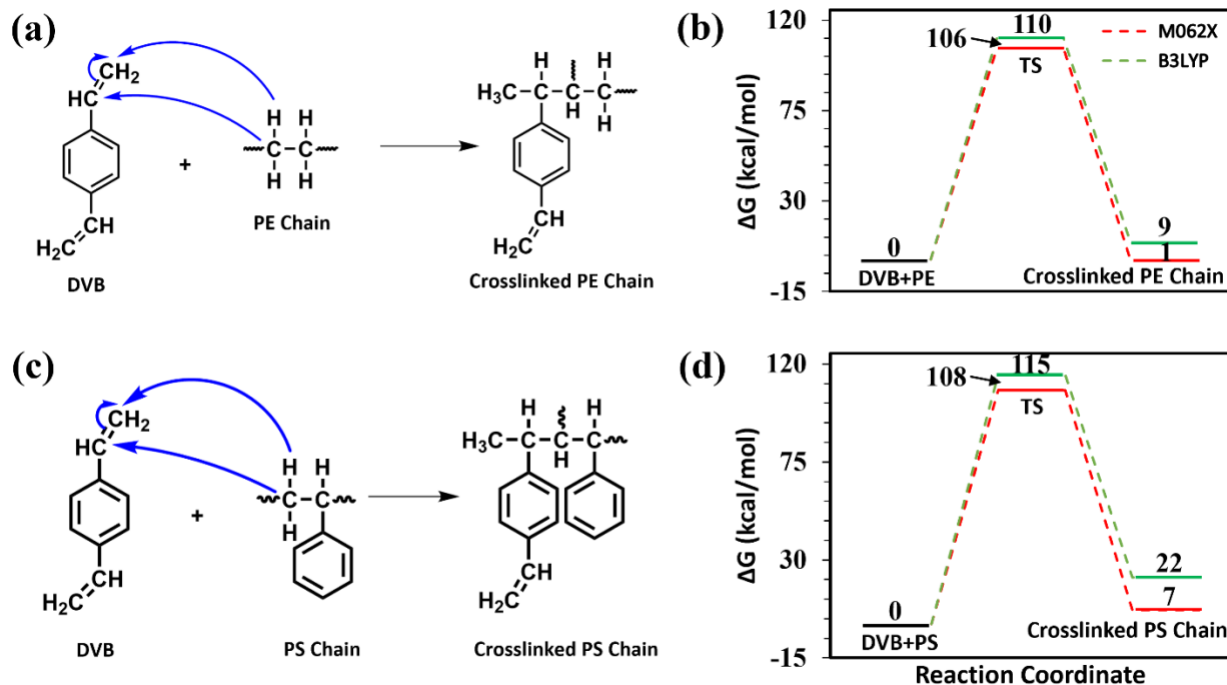 (a)
CH2
HC
+
H H
C C
H H
PE Chain
H2C
CH
DVB
H
H3C C C C H
H H
H2C
CH
Crosslinked PE Chain
(b)
120
75
30
-15
ΔG (kcal/mol)
110
106
TS
M062X
B3LYP
0
DVB+PE
9
1
Crosslinked PE Chain
(c)
CH2
HC
+
H H
C C
H
PS Chain
H2C
CH
DVB
H H
H3C C C C
H
H2C
CH
Crosslinked PS Chain
(d)
120
75
30
-15
ΔG (kcal/mol)
115
108
TS
0
DVB+PS
22
7
Crosslinked PS Chain
Reaction Coordinate